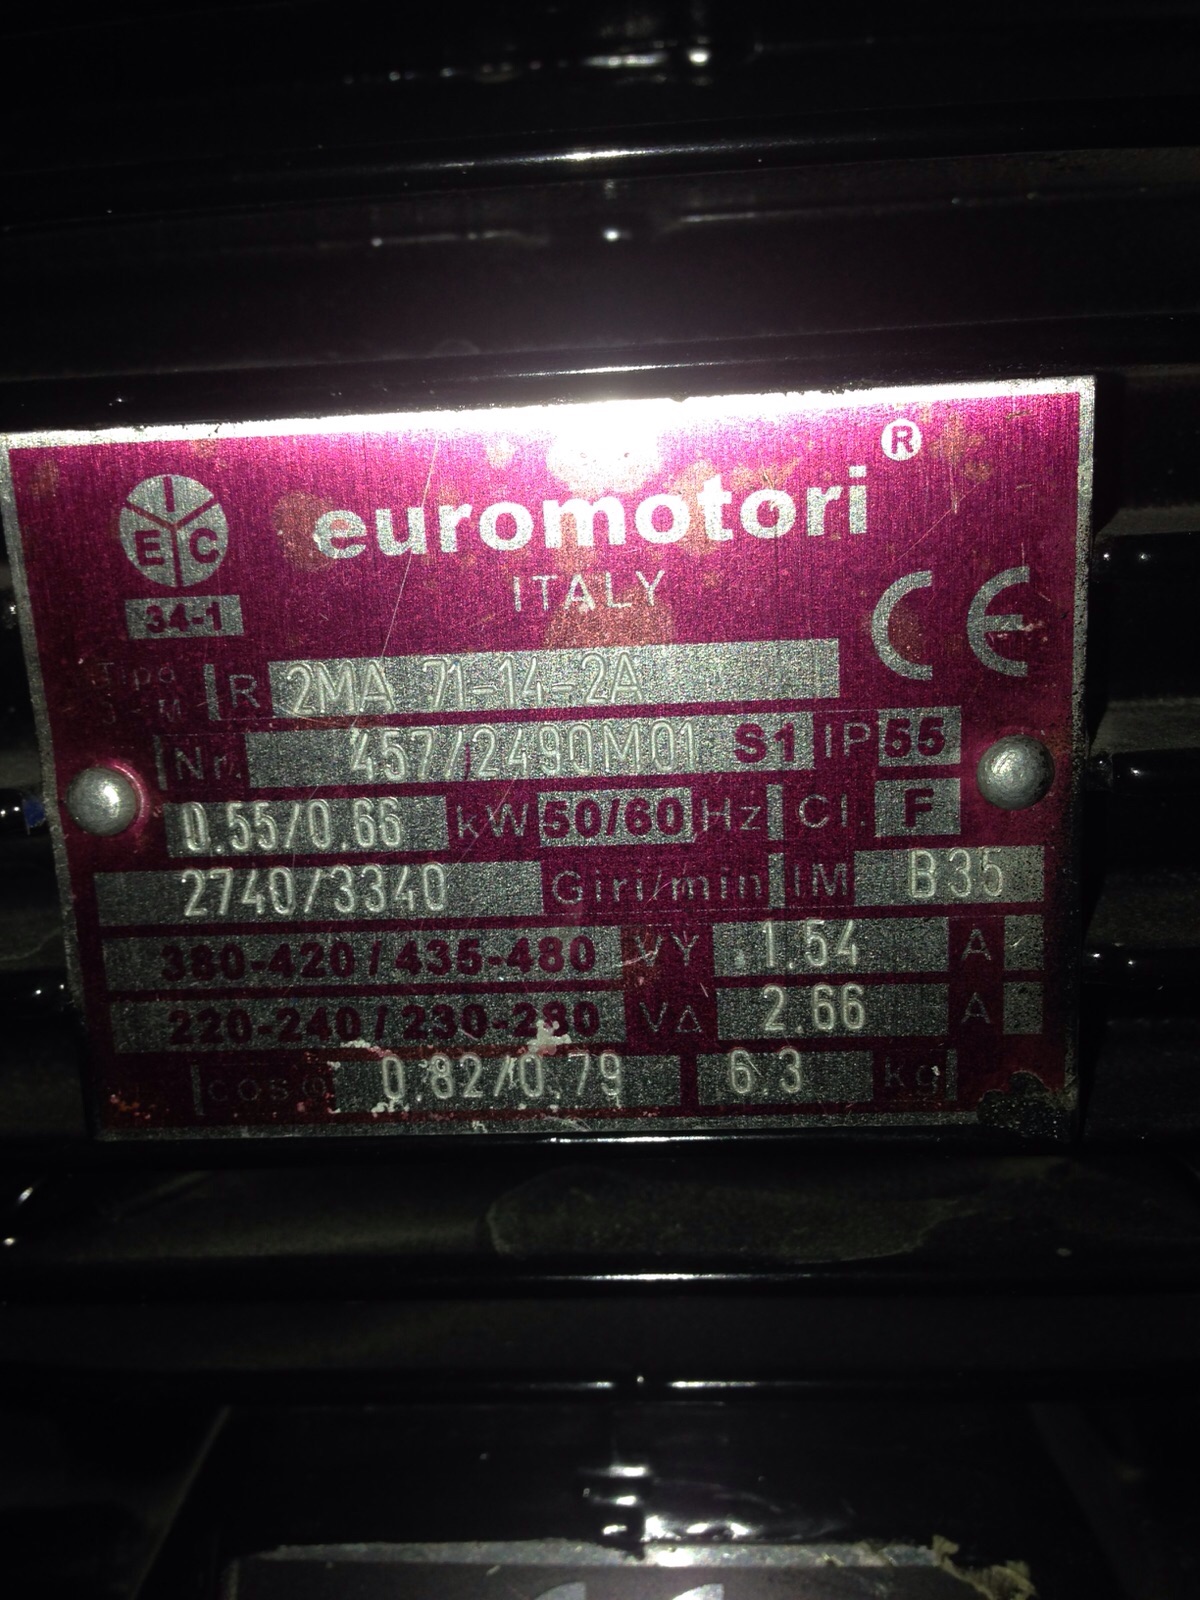 ®
euromotori
IEC
ITALY
34-1
CE
Tipo R 2MA 71-14-2A
Nr. 457/2490M01 S1 IP 55
0.55/0.66 kW 50/60 Hz Cl. F
2740/3340 Giri/min IM B35
380-420 / 435-480 VY 1.54 A
220-240 / 230-280 V△ 2.66 A
cosφ 0.82/0.79 6.3 kg